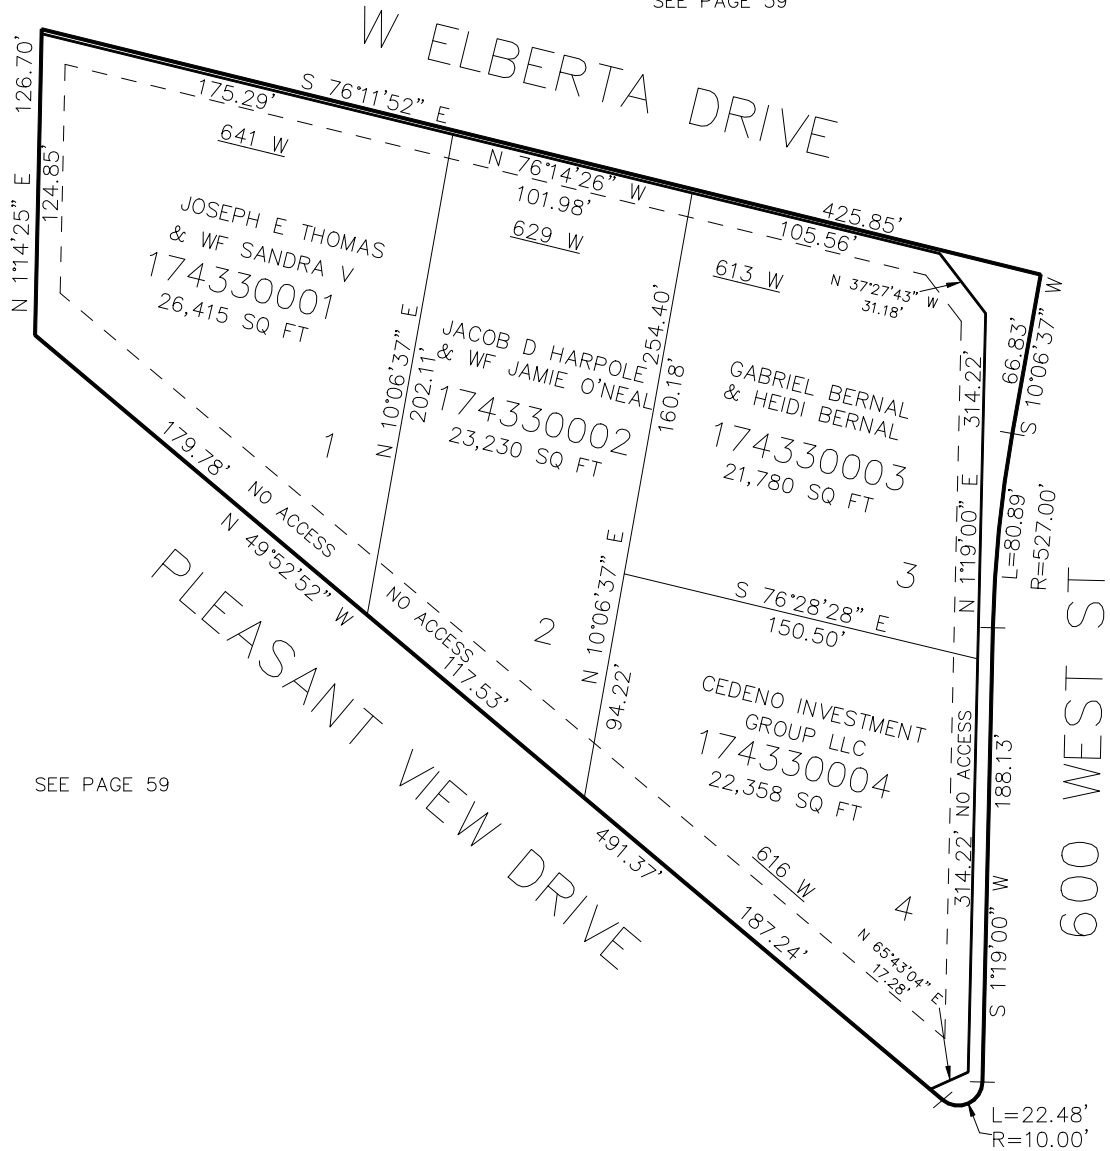 SEE PAGE 59
W ELBERTA DRIVE
S 76°11'52" E
425.85'
126.70'
N 1°14'25" E
124.85'
175.29'
641 W
JOSEPH E THOMAS
& WF SANDRA V
174330001
26,415 SQ FT
1
N 76°14'26" W
101.98'
629 W
N 10°06'37" E
202.11'
JACOB D HARPOLE
& WF JAMIE O'NEAL
174330002
23,230 SQ FT
2
254.40'
160.18'
N 10°06'37" E
94.22'
105.56'
613 W
N 37°27'43" W
31.18'
GABRIEL BERNAL
& HEIDI BERNAL
174330003
21,780 SQ FT
3
314.22'
N 1°19'00" E
66.83'
S 10°06'37" W
L=80.89'
R=527.00'
S 76°28'28" E
150.50'
CEDENO INVESTMENT
GROUP LLC
174330004
22,358 SQ FT
616 W
4
NO ACCESS
314.22'
188.13'
S 1°19'00" W
600 WEST ST
N 65°43'04" E
17.28'
L=22.48'
R=10.00'
179.78'
NO ACCESS
N 49°52'52" W
NO ACCESS
117.53'
491.37'
187.24'
PLEASANT VIEW DRIVE
SEE PAGE 59